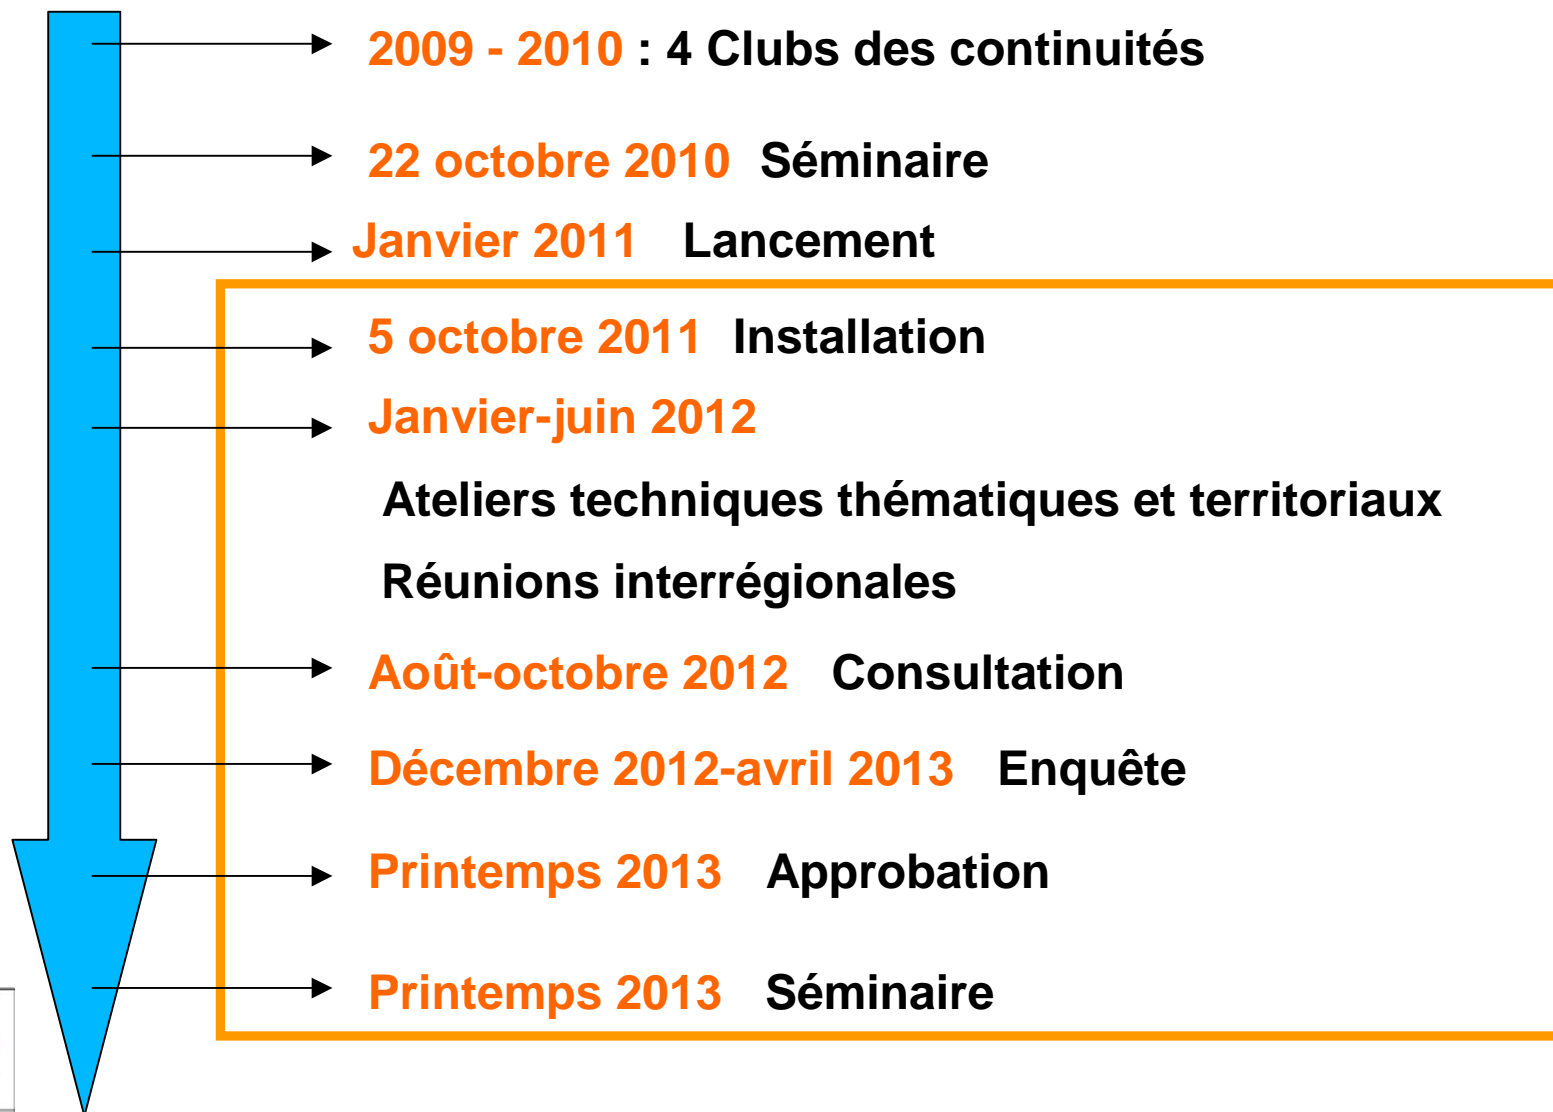 2009 - 2010 : 4 Clubs des continuités
22 octobre 2010 Séminaire
Janvier 2011 Lancement
5 octobre 2011 Installation
Janvier-juin 2012
Ateliers techniques thématiques et territoriaux
Réunions interrégionales
Août-octobre 2012 Consultation
Décembre 2012-avril 2013 Enquête
Printemps 2013 Approbation
Printemps 2013 Séminaire